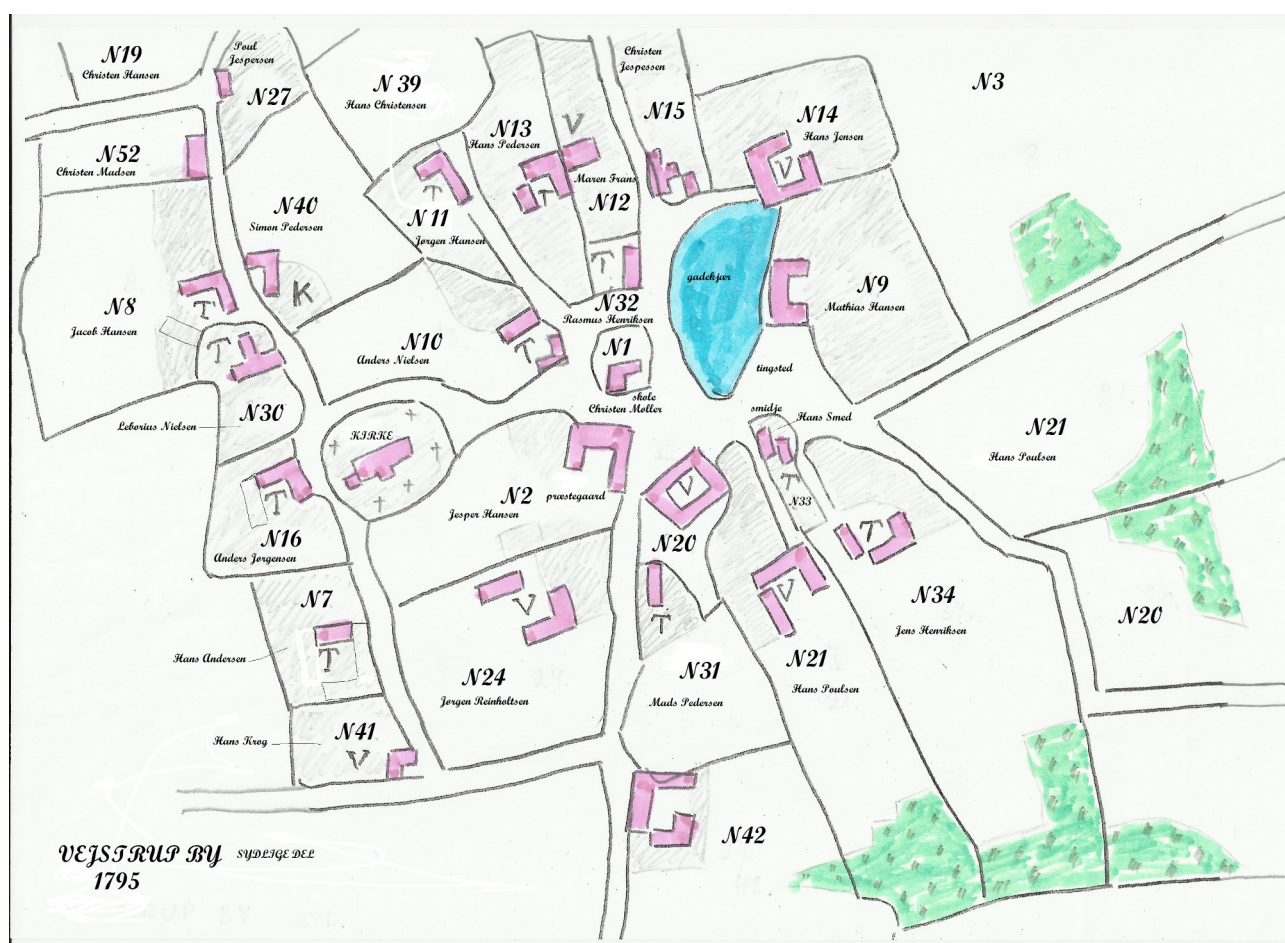 N19
Christen Hansen
Poul
Jespersen
N27
N 39
Hans Christensen
N13
Hans Pedersen
V
Christen
Jespessen
N15
N14
Hans Jensen
V
N3
N52
Christen Madsen
N40
Simon Pedersen
K
T
N 11
Jørgen Hansen
T
Maren Frans
N12
T
N32
Rasmus Henriksen
gadekjær
N9
Mathias Hansen
N8
Jacob Hansen
T
T
N30
Leborius Nielsen
N10
Anders Nielsen
T
N1
skole
Christen Møller
tingsted
smidje
Hans Smed
T
N33
N21
Hans Poulsen
KIRKE
N2
Jesper Hansen
præstegaard
V
N20
T
T
N16
Anders Jørgensen
T
N34
Jens Henriksen
N20
N7
Hans Andersen
T
V
N24
Jørgen Reinholtsen
V
N21
Hans Poulsen
N31
Mads Pedersen
N41
Hans Krog
V
N42
VEJSTRUP BY SYDLIGE DEL
1795